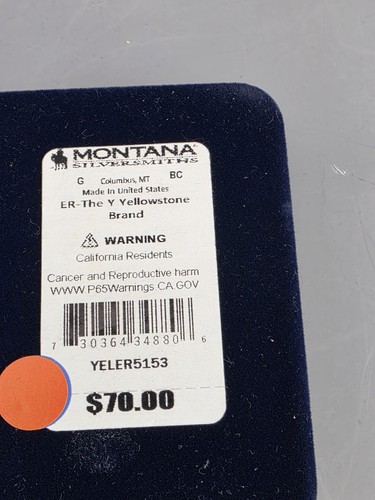 MONTANA
SILVERSMITHS
G Columbus, MT BC
Made In United States
ER-The Y Yellowstone
Brand
WARNING
California Residents
Cancer and Reproductive harm
WWW.P65Warnings.CA.GOV
7 30364 34880 6
YELER5153
$70.00